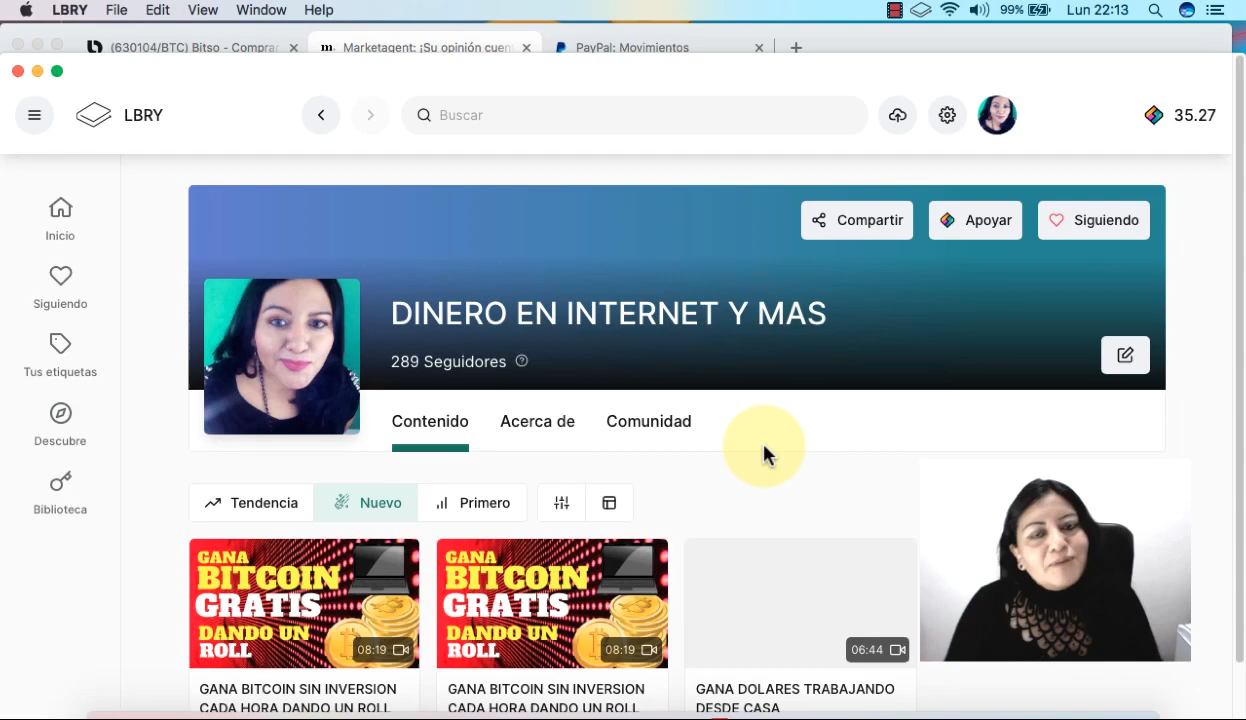 LBRY File Edit View Window Help 99% Lun 22:13
(630104/BTC) Bitso - Comprar Marketagent: ¡Su opinión cuen PayPal: Movimientos
LBRY Buscar 35.27
Compartir Apoyar Siguiendo
Inicio
Siguiendo
Tus etiquetas
Descubre
Biblioteca
DINERO EN INTERNET Y MAS
289 Seguidores
Contenido Acerca de Comunidad
Tendencia Nuevo Primero
GANA
BITCOIN
GRATIS
DANDO UN
ROLL
08:19
GANA
BITCOIN
GRATIS
DANDO UN
ROLL
08:19
06:44
GANA BITCOIN SIN INVERSION
CADA HORA DANDO UN ROLL
GANA BITCOIN SIN INVERSION
CADA HORA DANDO UN ROLL
GANA DOLARES TRABAJANDO
DESDE CASA